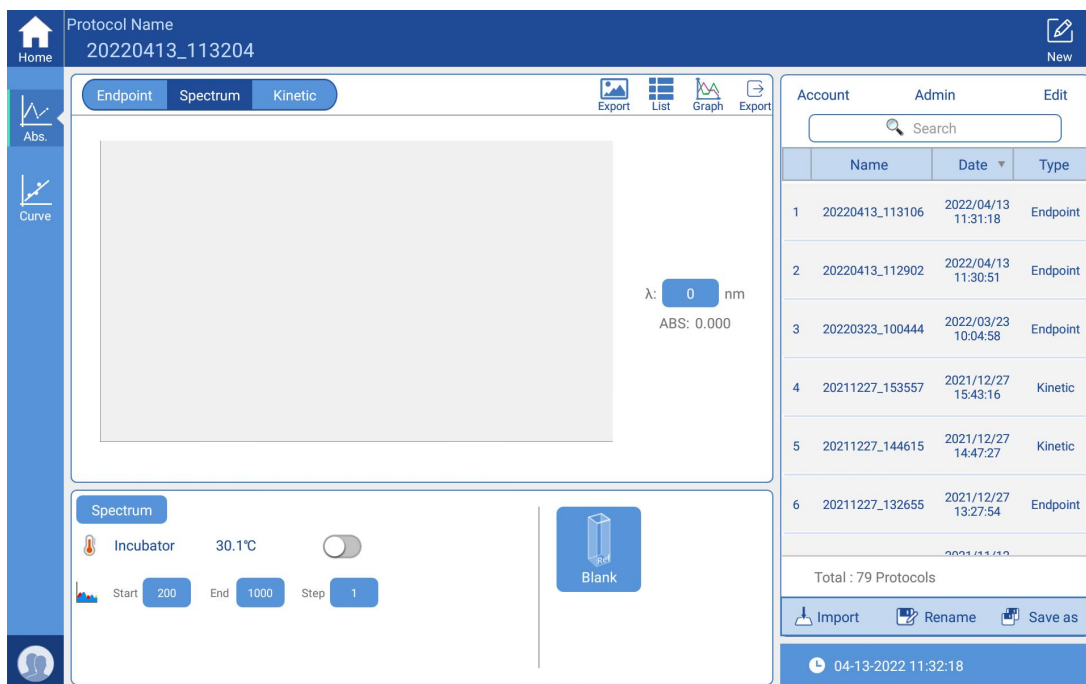 Protocol Name
20220413_113204
Home
New
Endpoint Spectrum Kinetic
Export List Graph Export
Abs.
Curve
λ: 0 nm
ABS: 0.000
Account Admin Edit
Search
Name Date Type
1 20220413_113106 2022/04/13 11:31:18 Endpoint
2 20220413_112902 2022/04/13 11:30:51 Endpoint
3 20220323_100444 2022/03/23 10:04:58 Endpoint
4 20211227_153557 2021/12/27 15:43:16 Kinetic
5 20211227_144615 2021/12/27 14:47:27 Kinetic
6 20211227_132655 2021/12/27 13:27:54 Endpoint
Total : 79 Protocols
Import Rename Save as
Spectrum
Incubator 30.1℃
Start 200 End 1000 Step 1
Ref
Blank
04-13-2022 11:32:18